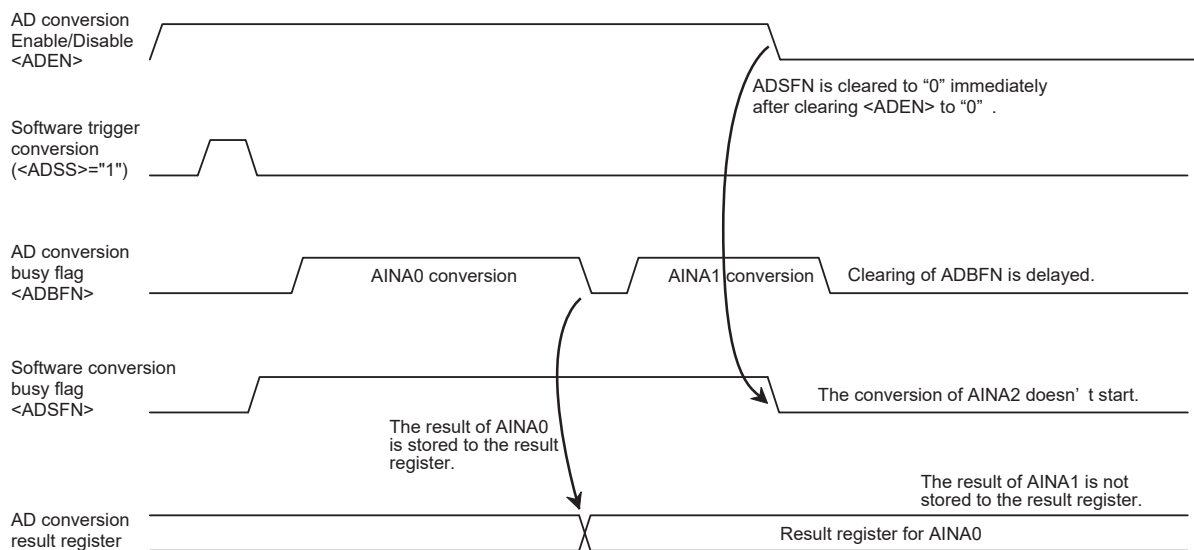 AD conversion
Enable/Disable
<ADEN>
ADSFN is cleared to “0” immediately
after clearing <ADEN> to “0” .
Software trigger
conversion
(<ADSS>="1")
AD conversion
busy flag
<ADBFN>
AINA0 conversion
AINA1 conversion
Clearing of ADBFN is delayed.
Software conversion
busy flag
<ADSFN>
The conversion of AINA2 doesn’ t start.
The result of AINA0
is stored to the result
register.
The result of AINA1 is not
stored to the result register.
AD conversion
result register
Result register for AINA0